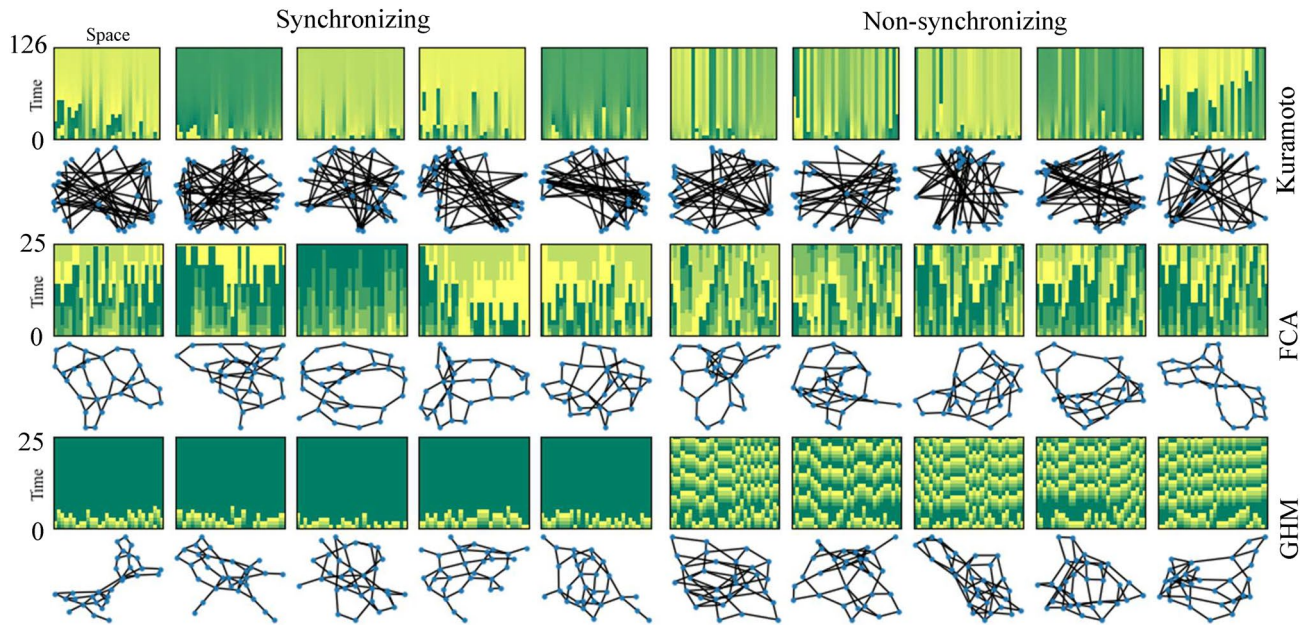 Synchronizing
Non-synchronizing
Space
126
Time
0
Kuramoto
25
Time
0
FCA
25
Time
0
GHM